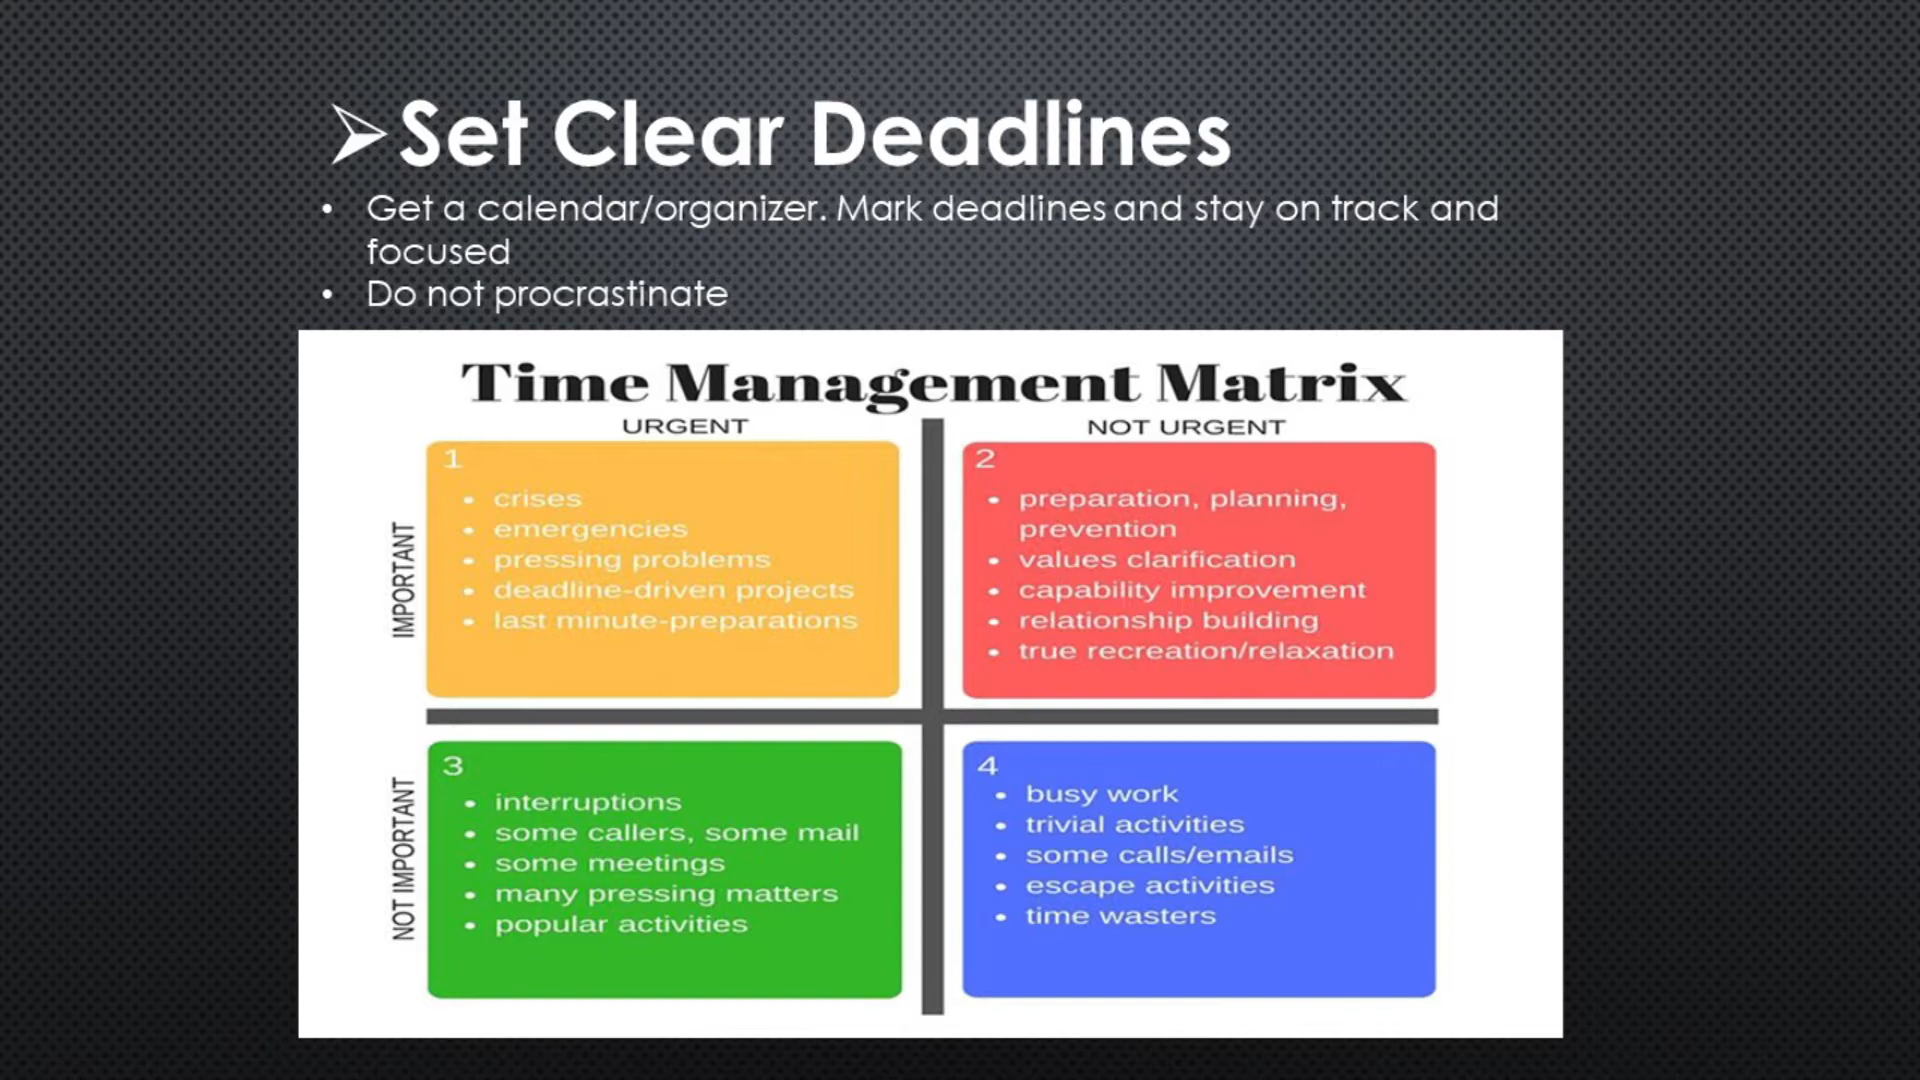 ➢Set Clear Deadlines
• Get a calendar/organizer. Mark deadlines and stay on track and
focused
• Do not procrastinate
Time Management Matrix
URGENT
NOT URGENT
IMPORTANT
1
• crises
• emergencies
• pressing problems
• deadline-driven projects
• last minute-preparations
2
• preparation, planning,
prevention
• values clarification
• capability improvement
• relationship building
• true recreation/relaxation
NOT IMPORTANT
3
• interruptions
• some callers, some mail
• some meetings
• many pressing matters
• popular activities
4
• busy work
• trivial activities
• some calls/emails
• escape activities
• time wasters